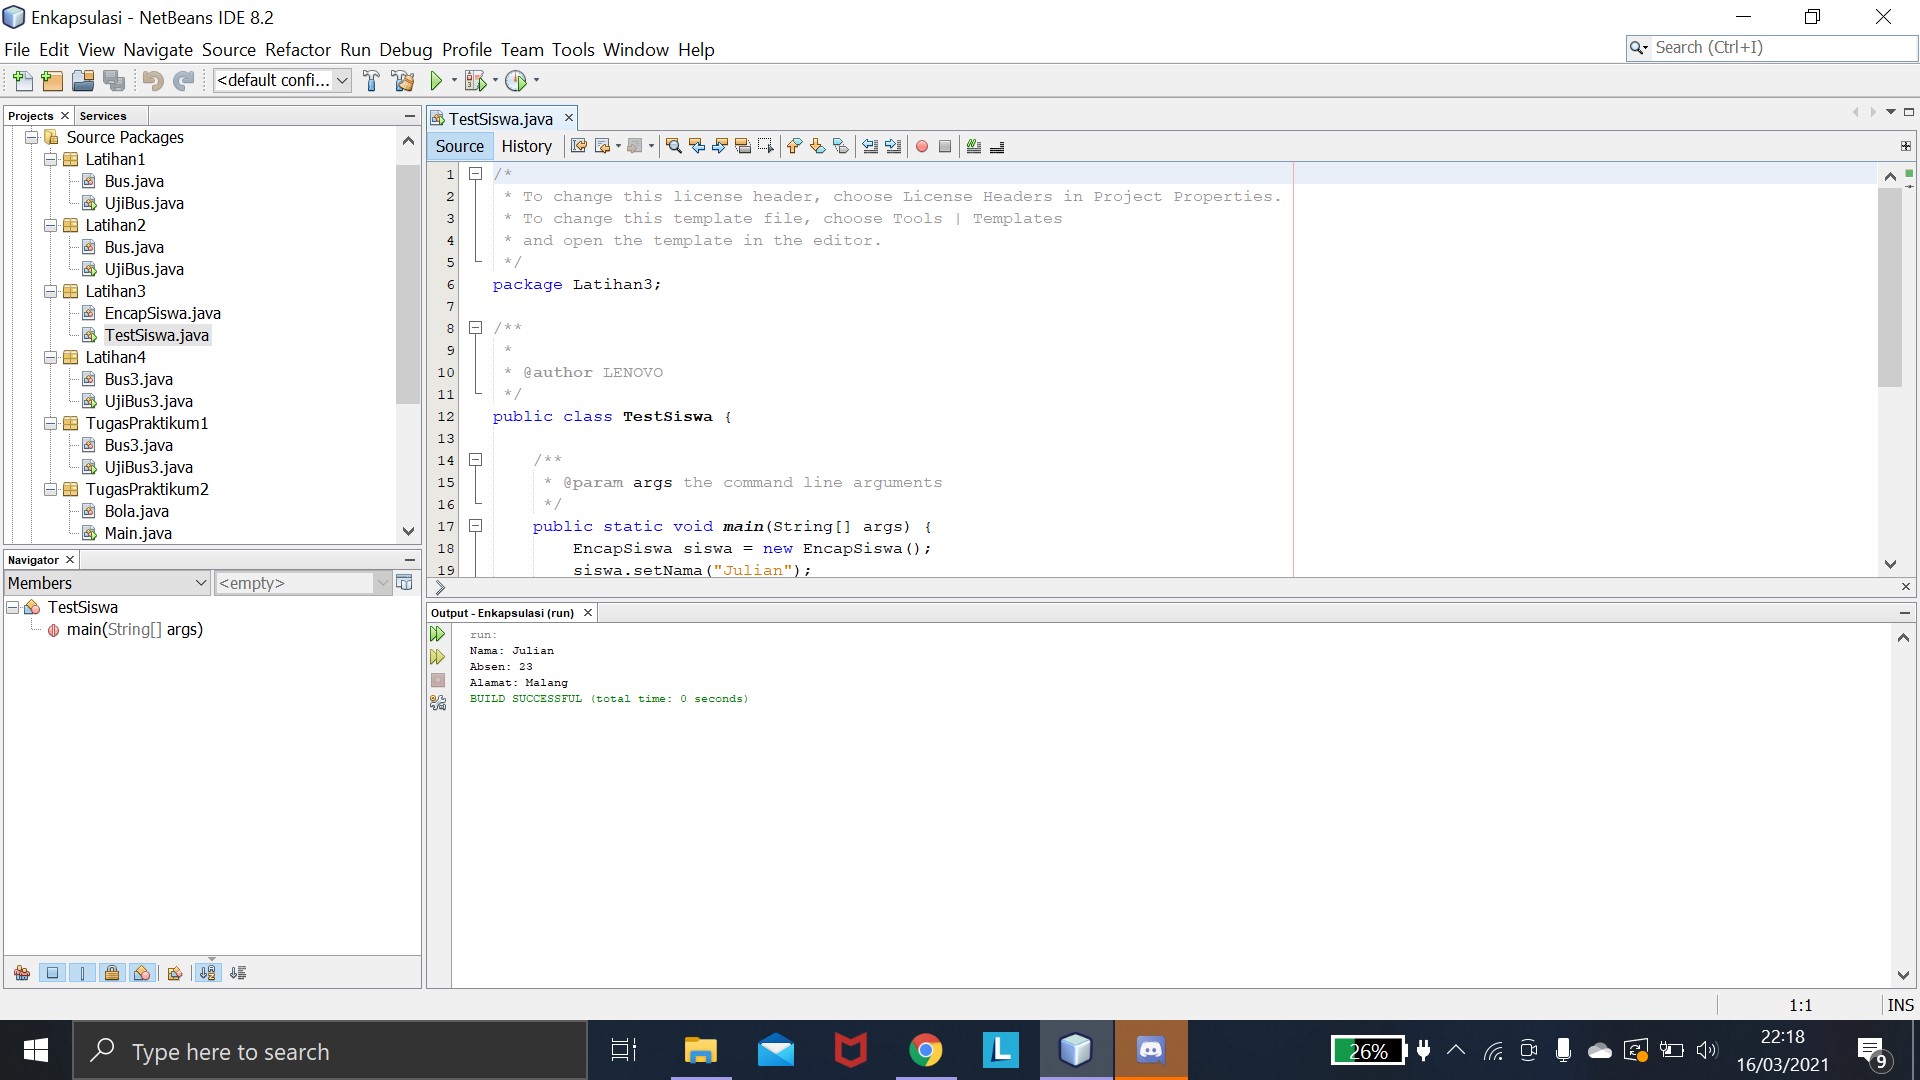 Enkapsulasi - NetBeans IDE 8.2
File Edit View Navigate Source Refactor Run Debug Profile Team Tools Window Help
Search (Ctrl+I)
<default confi...
Projects
Services
Source Packages
Latihan1
Bus.java
UjiBus.java
Latihan2
Bus.java
UjiBus.java
Latihan3
EncapSiswa.java
TestSiswa.java
Latihan4
Bus3.java
UjiBus3.java
TugasPraktikum1
Bus3.java
UjiBus3.java
TugasPraktikum2
Bola.java
Main.java
Navigator
Members
<empty>
TestSiswa
main(String[] args)
TestSiswa.java
Source History
1 /*
2 * To change this license header, choose License Headers in Project Properties.
3 * To change this template file, choose Tools | Templates
4 * and open the template in the editor.
5 */
6 package Latihan3;
7
8 /**
9 *
10 * @author LENOVO
11 */
12 public class TestSiswa {
13
14 /**
15 * @param args the command line arguments
16 */
17 public static void main(String[] args) {
18 EncapSiswa siswa = new EncapSiswa();
19 siswa.setNama("Julian");
Output - Enkapsulasi (run)
run:
Nama: Julian
Absen: 23
Alamat: Malang
BUILD SUCCESSFUL (total time: 0 seconds)
1:1 INS
Type here to search
L
26%
22:18
16/03/2021
9